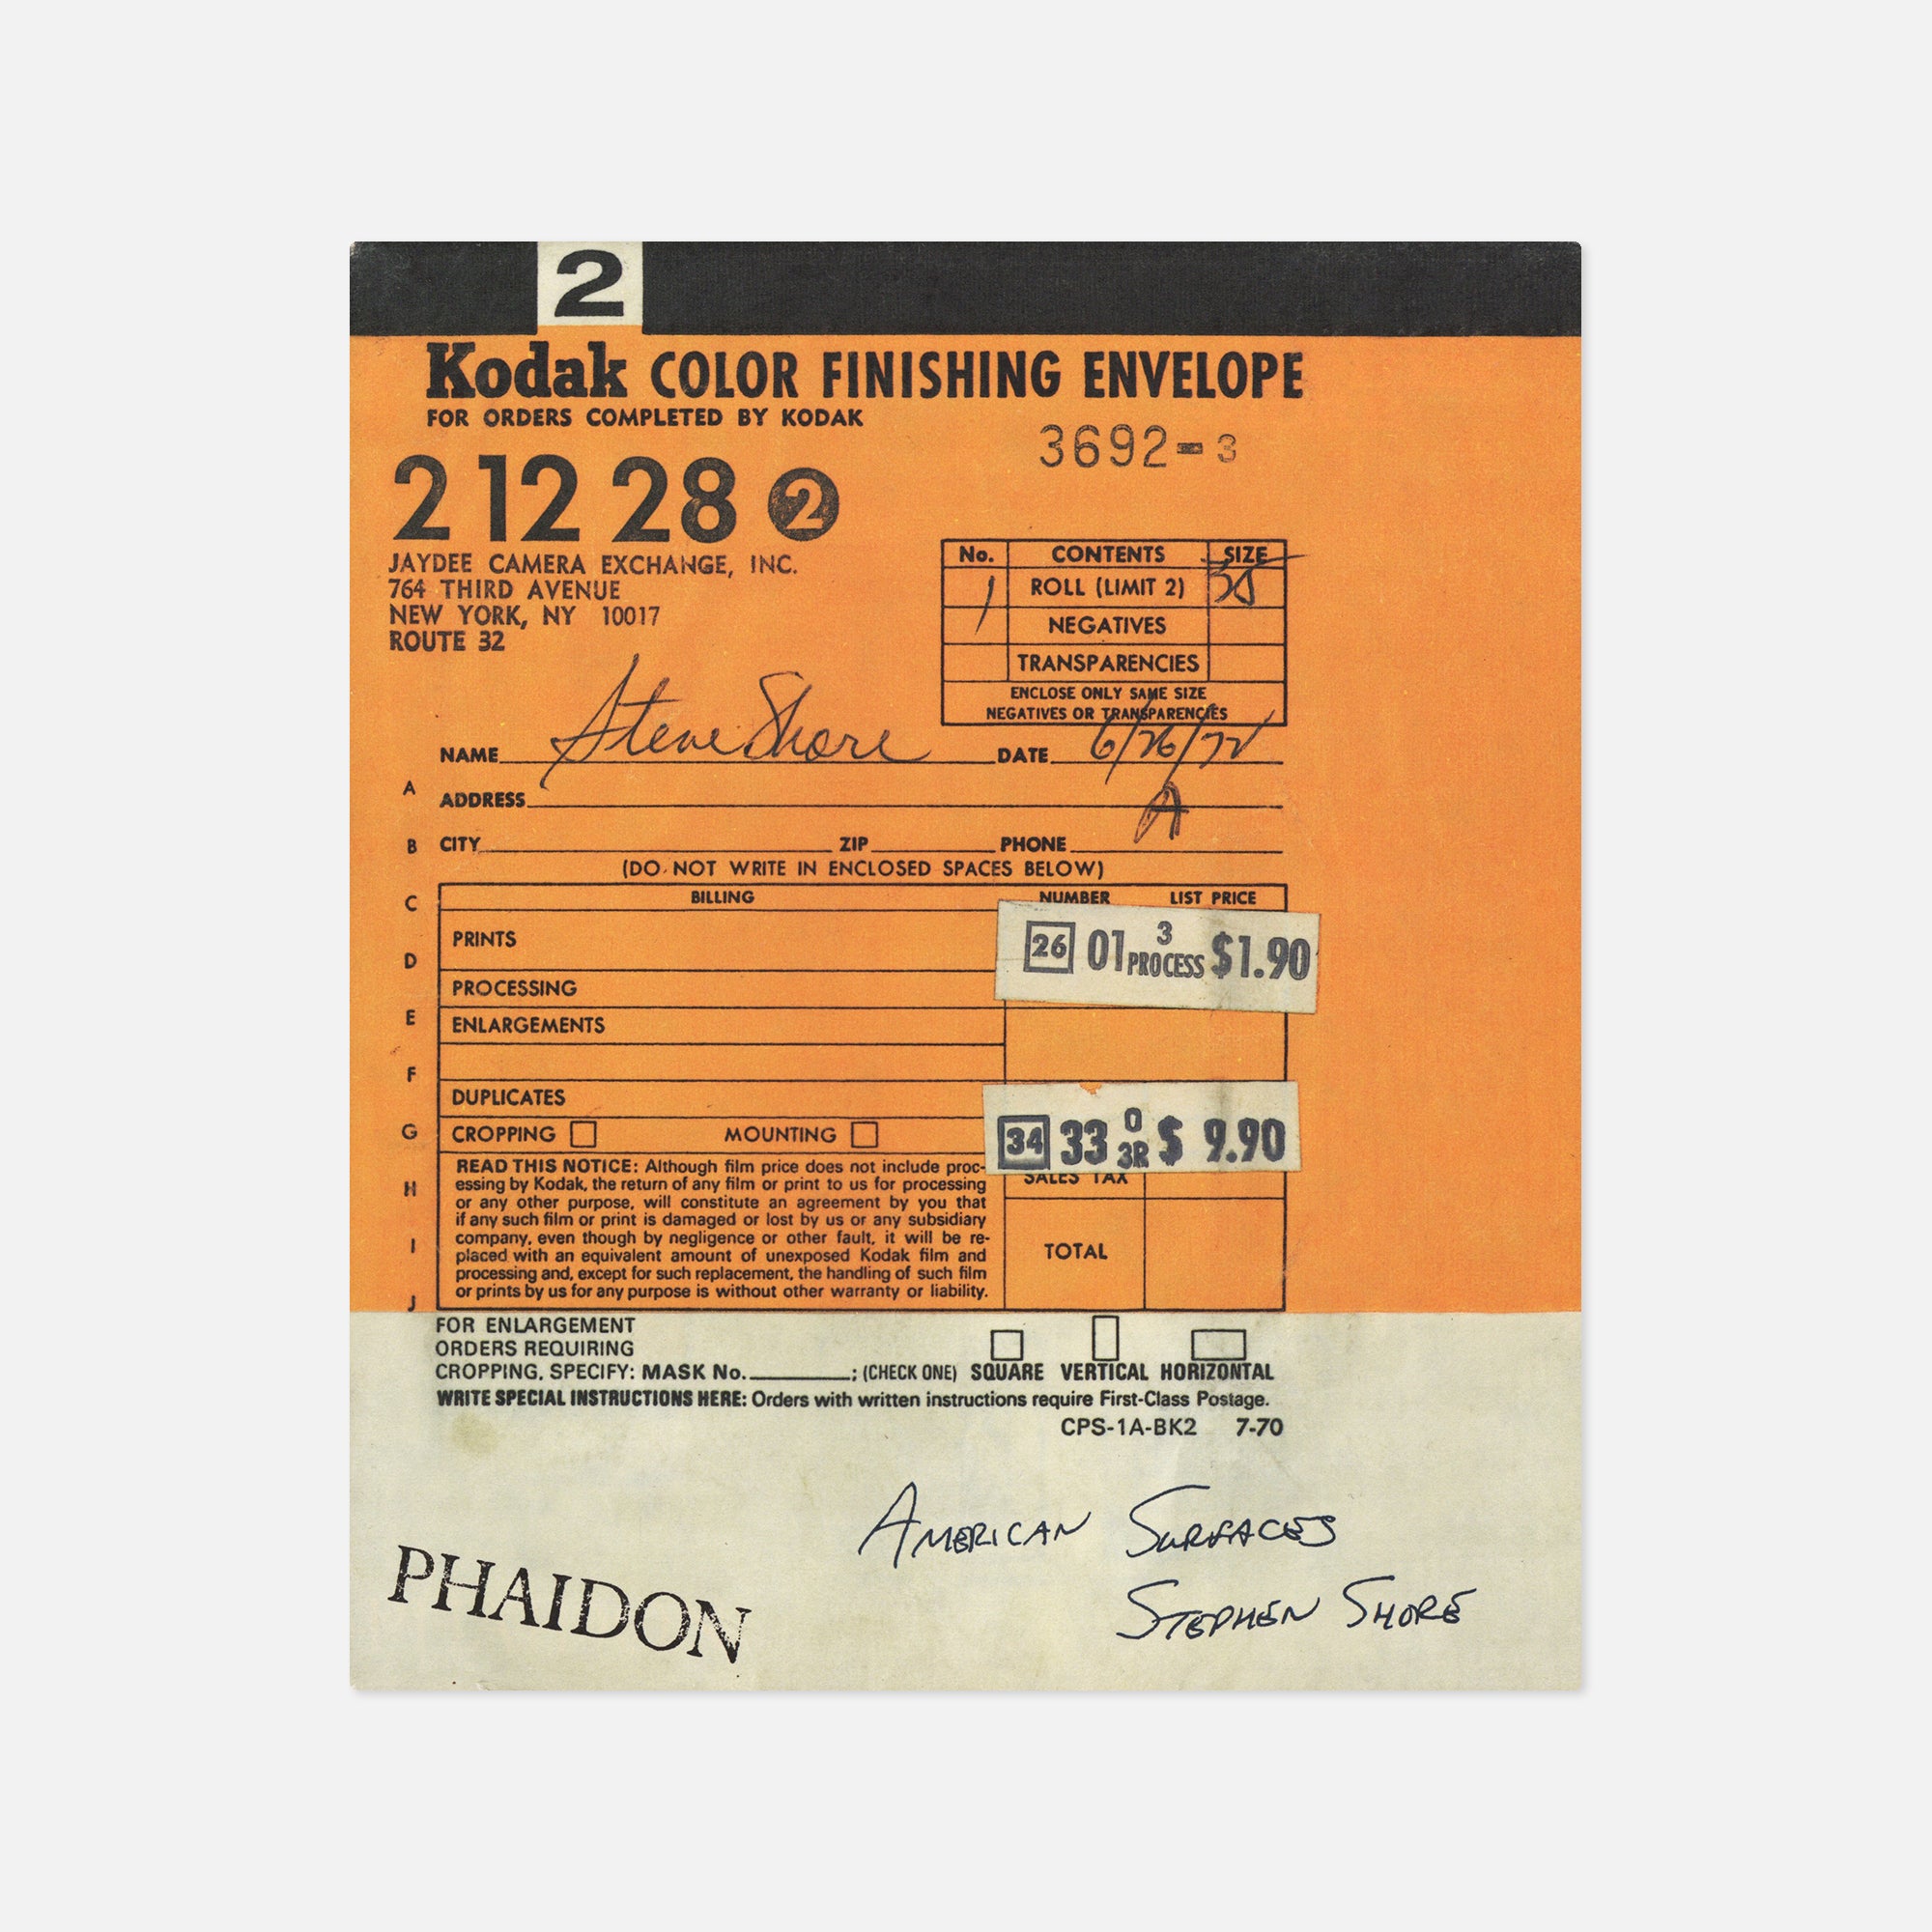 2
Kodak COLOR FINISHING ENVELOPE
FOR ORDERS COMPLETED BY KODAK
3692-3
2 12 28 2
JAYDEE CAMERA EXCHANGE, INC.
764 THIRD AVENUE
NEW YORK, NY 10017
ROUTE 32
No. CONTENTS SIZE
1 ROLL (LIMIT 2) 35
NEGATIVES
TRANSPARENCIES
ENCLOSE ONLY SAME SIZE
NEGATIVES OR TRANSPARENCIES
NAME Steve Shore DATE 6/26/72
A
ADDRESS A
B CITY ZIP PHONE
(DO NOT WRITE IN ENCLOSED SPACES BELOW)
C BILLING NUMBER LIST PRICE
PRINTS
26 01 3 PROCESS $1.90
D
PROCESSING
E ENLARGEMENTS
F
DUPLICATES
G CROPPING MOUNTING
34 33 0 3R $ 9.90
SALES TAX
H
I
J
TOTAL
READ THIS NOTICE: Although film price does not include proc-
essing by Kodak, the return of any film or print to us for processing
or any other purpose, will constitute an agreement by you that
if any such film or print is damaged or lost by us or any subsidiary
company, even though by negligence or other fault, it will be re-
placed with an equivalent amount of unexposed Kodak film and
processing and, except for such replacement, the handling of such film
or prints by us for any purpose is without other warranty or liability.
FOR ENLARGEMENT
ORDERS REQUIRING
CROPPING, SPECIFY: MASK No. ; (CHECK ONE) SQUARE VERTICAL HORIZONTAL
WRITE SPECIAL INSTRUCTIONS HERE: Orders with written instructions require First-Class Postage.
CPS-1A-BK2 7-70
AMERICAN SURFACES
STEPHEN SHORE
PHAIDON